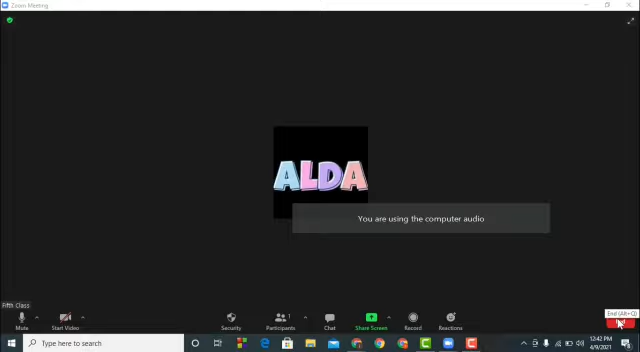 Zoom Meeting
ALDA
You are using the computer audio
Fifth Class
End (Alt+Q)
Mute
Start Video
Security
Participants
1
Chat
Share Screen
Record
Reactions
Type here to search
12:42 PM
4/9/2021